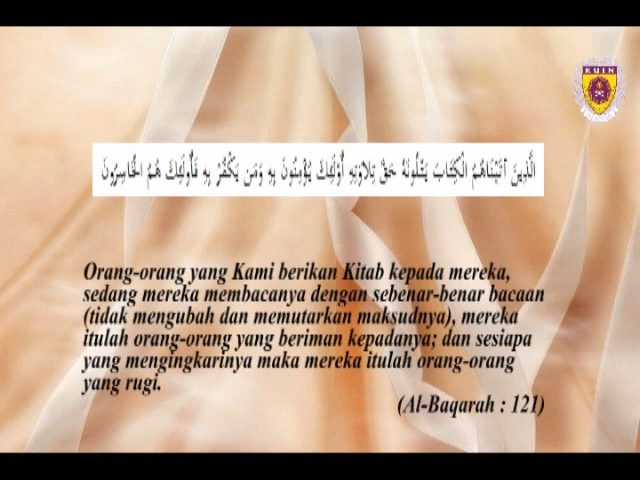 KUIN
الَّذِينَ آتَيْنَاهُمُ الْكِتَابَ يَتْلُونَهُ حَقَّ تِلَاوَتِهِ أُوْلَئِكَ يُؤْمِنُونَ بِهِ وَمَن يَكْفُرْ بِهِ فَأُوْلَئِكَ هُمُ الْخَاسِرُونَ
Orang-orang yang Kami berikan Kitab kepada mereka,
sedang mereka membacanya dengan sebenar-benar bacaan
(tidak mengubah dan memutarkan maksudnya), mereka
itulah orang-orang yang beriman kepadanya; dan sesiapa
yang mengingkarinya maka mereka itulah orang-orang
yang rugi.
(Al-Baqarah : 121)